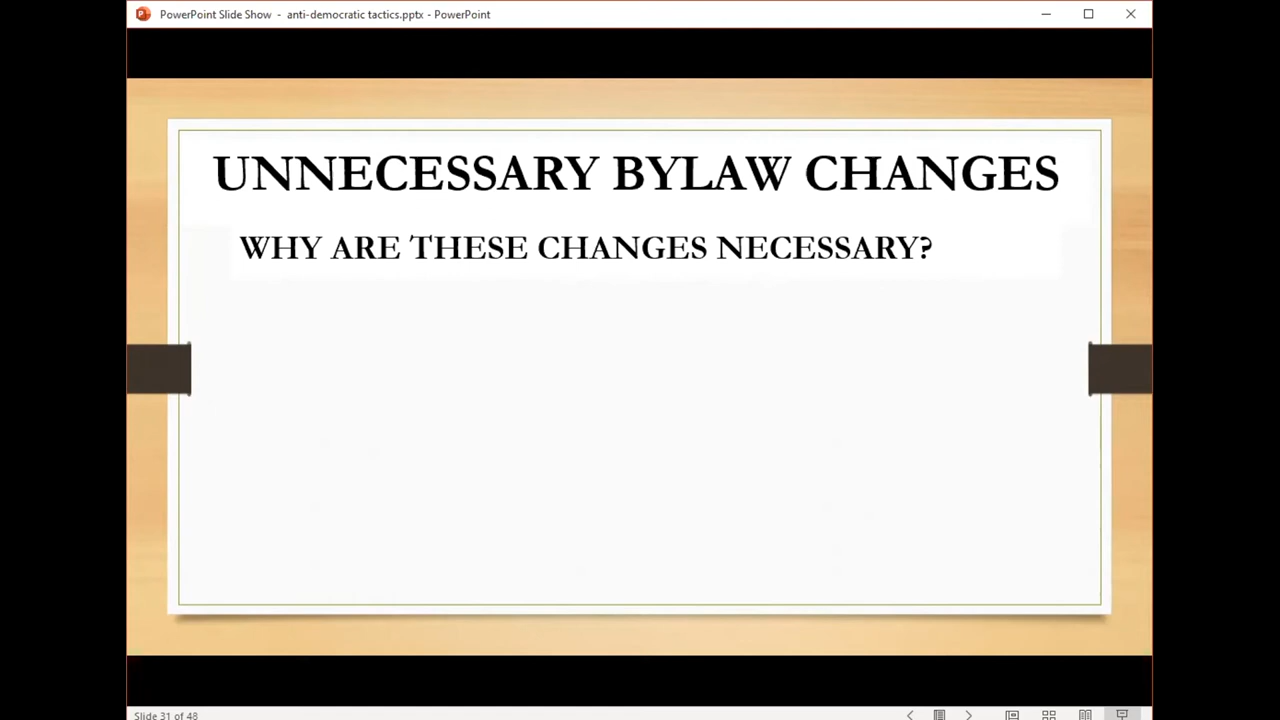 PowerPoint Slide Show - anti-democratic tactics.pptx - PowerPoint
UNNECESSARY BYLAW CHANGES
WHY ARE THESE CHANGES NECESSARY?
Slide 31 of 48